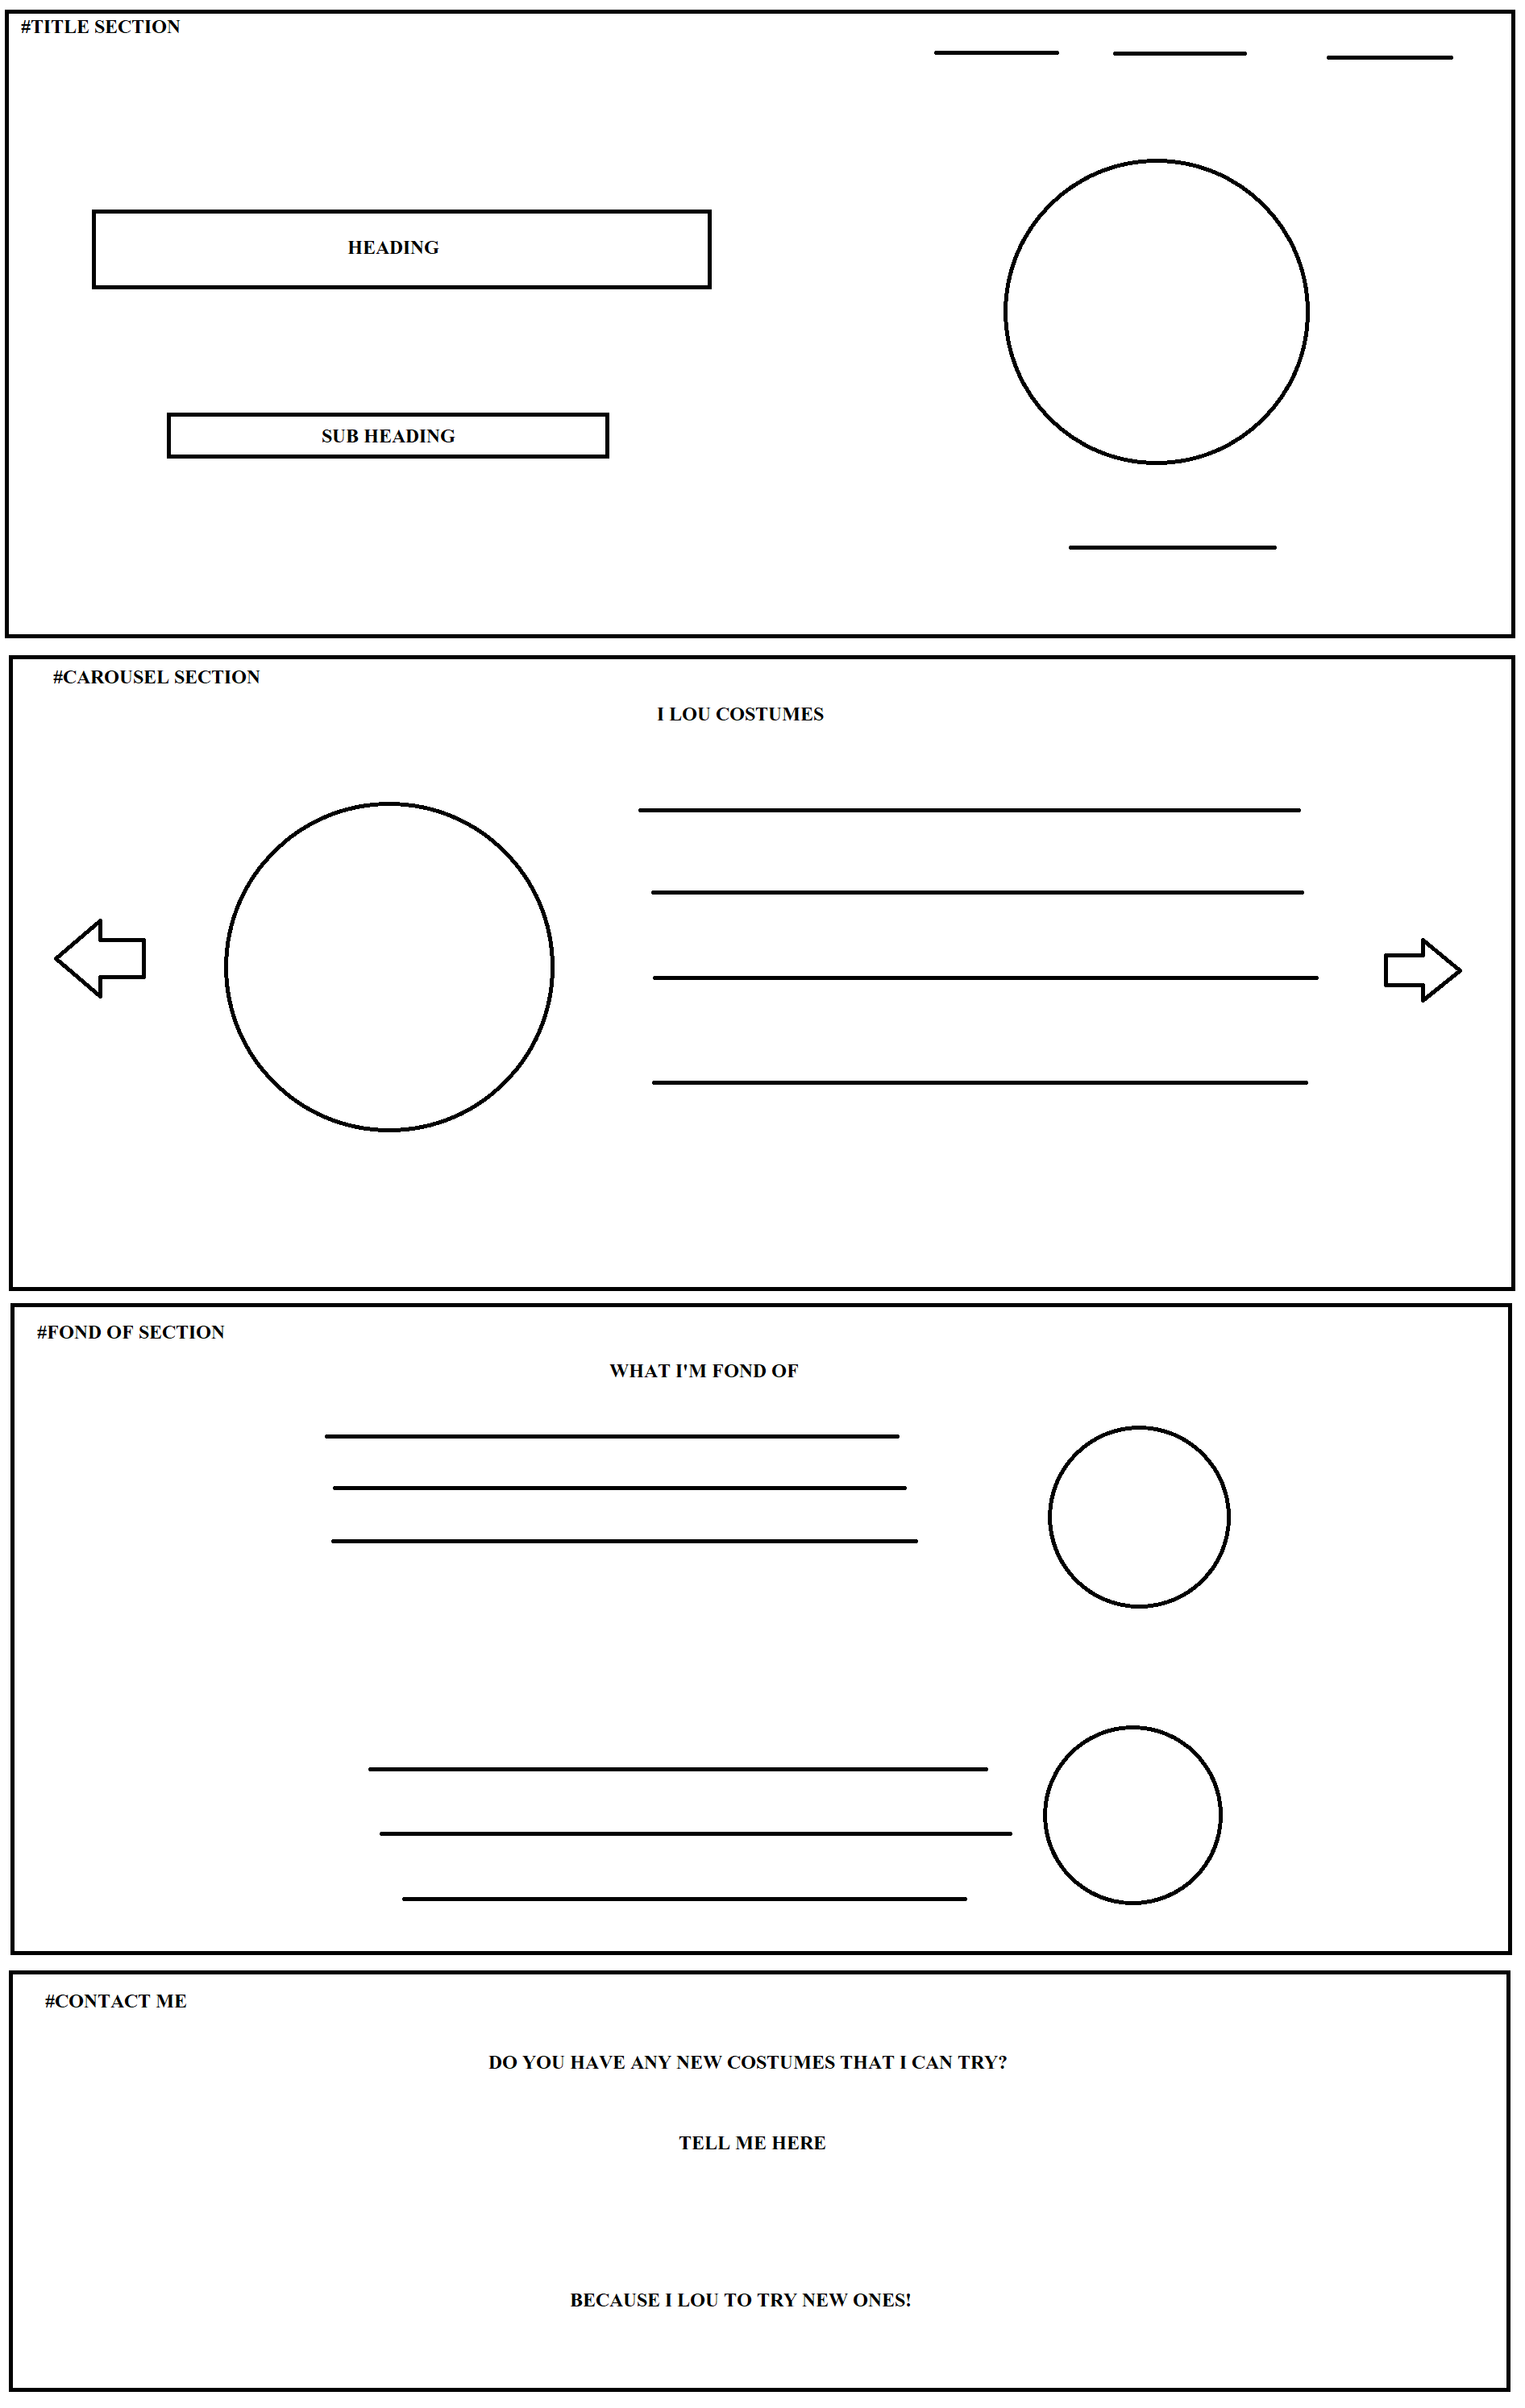 #TITLE SECTION
HEADING
SUB HEADING
#CAROUSEL SECTION
I LOU COSTUMES
#FOND OF SECTION
WHAT I'M FOND OF
#CONTACT ME
DO YOU HAVE ANY NEW COSTUMES THAT I CAN TRY?
TELL ME HERE
BECAUSE I LOU TO TRY NEW ONES!